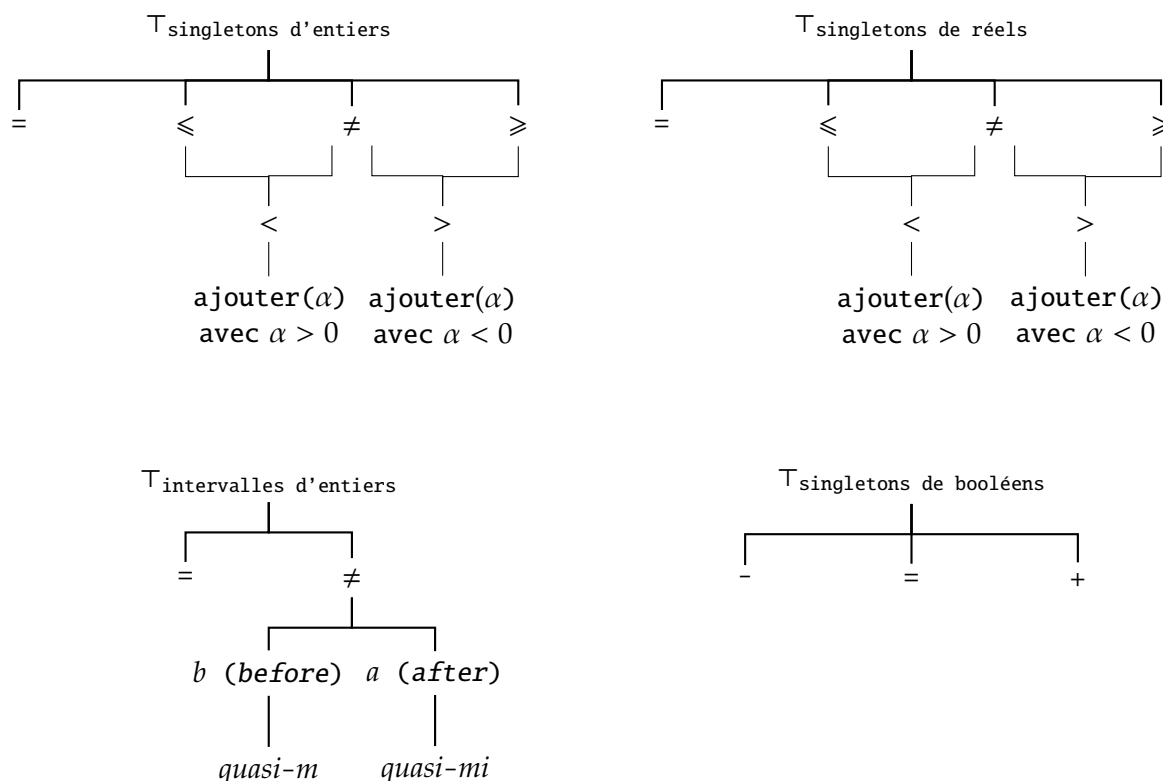 ⊤singletons d'entiers
= ⩽ ≠ ⩾
< >
ajouter(α) ajouter(α)
avec α > 0 avec α < 0
⊤singletons de réels
= ⩽ ≠ ⩾
< >
ajouter(α) ajouter(α)
avec α > 0 avec α < 0
⊤intervalles d'entiers
= ≠
b (before) a (after)
quasi-m quasi-mi
⊤singletons de booléens
- = +